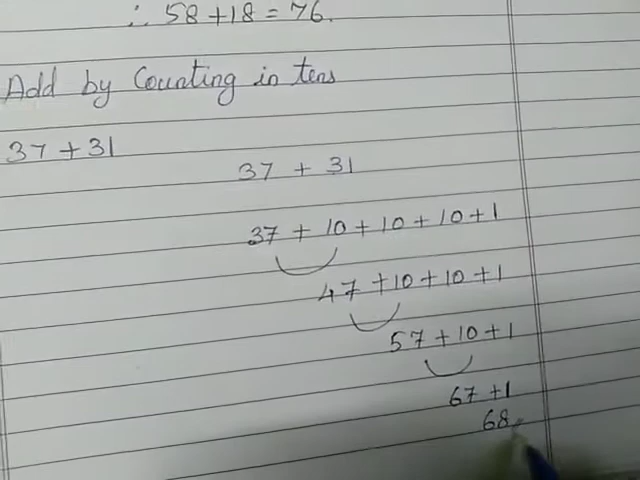 ∴ 58 + 18 = 76.
Add by Counting in tens
37 + 31
37 + 31
37 + 10 + 10 + 10 + 1
47 + 10 + 10 + 1
57 + 10 + 1
67 + 1
68